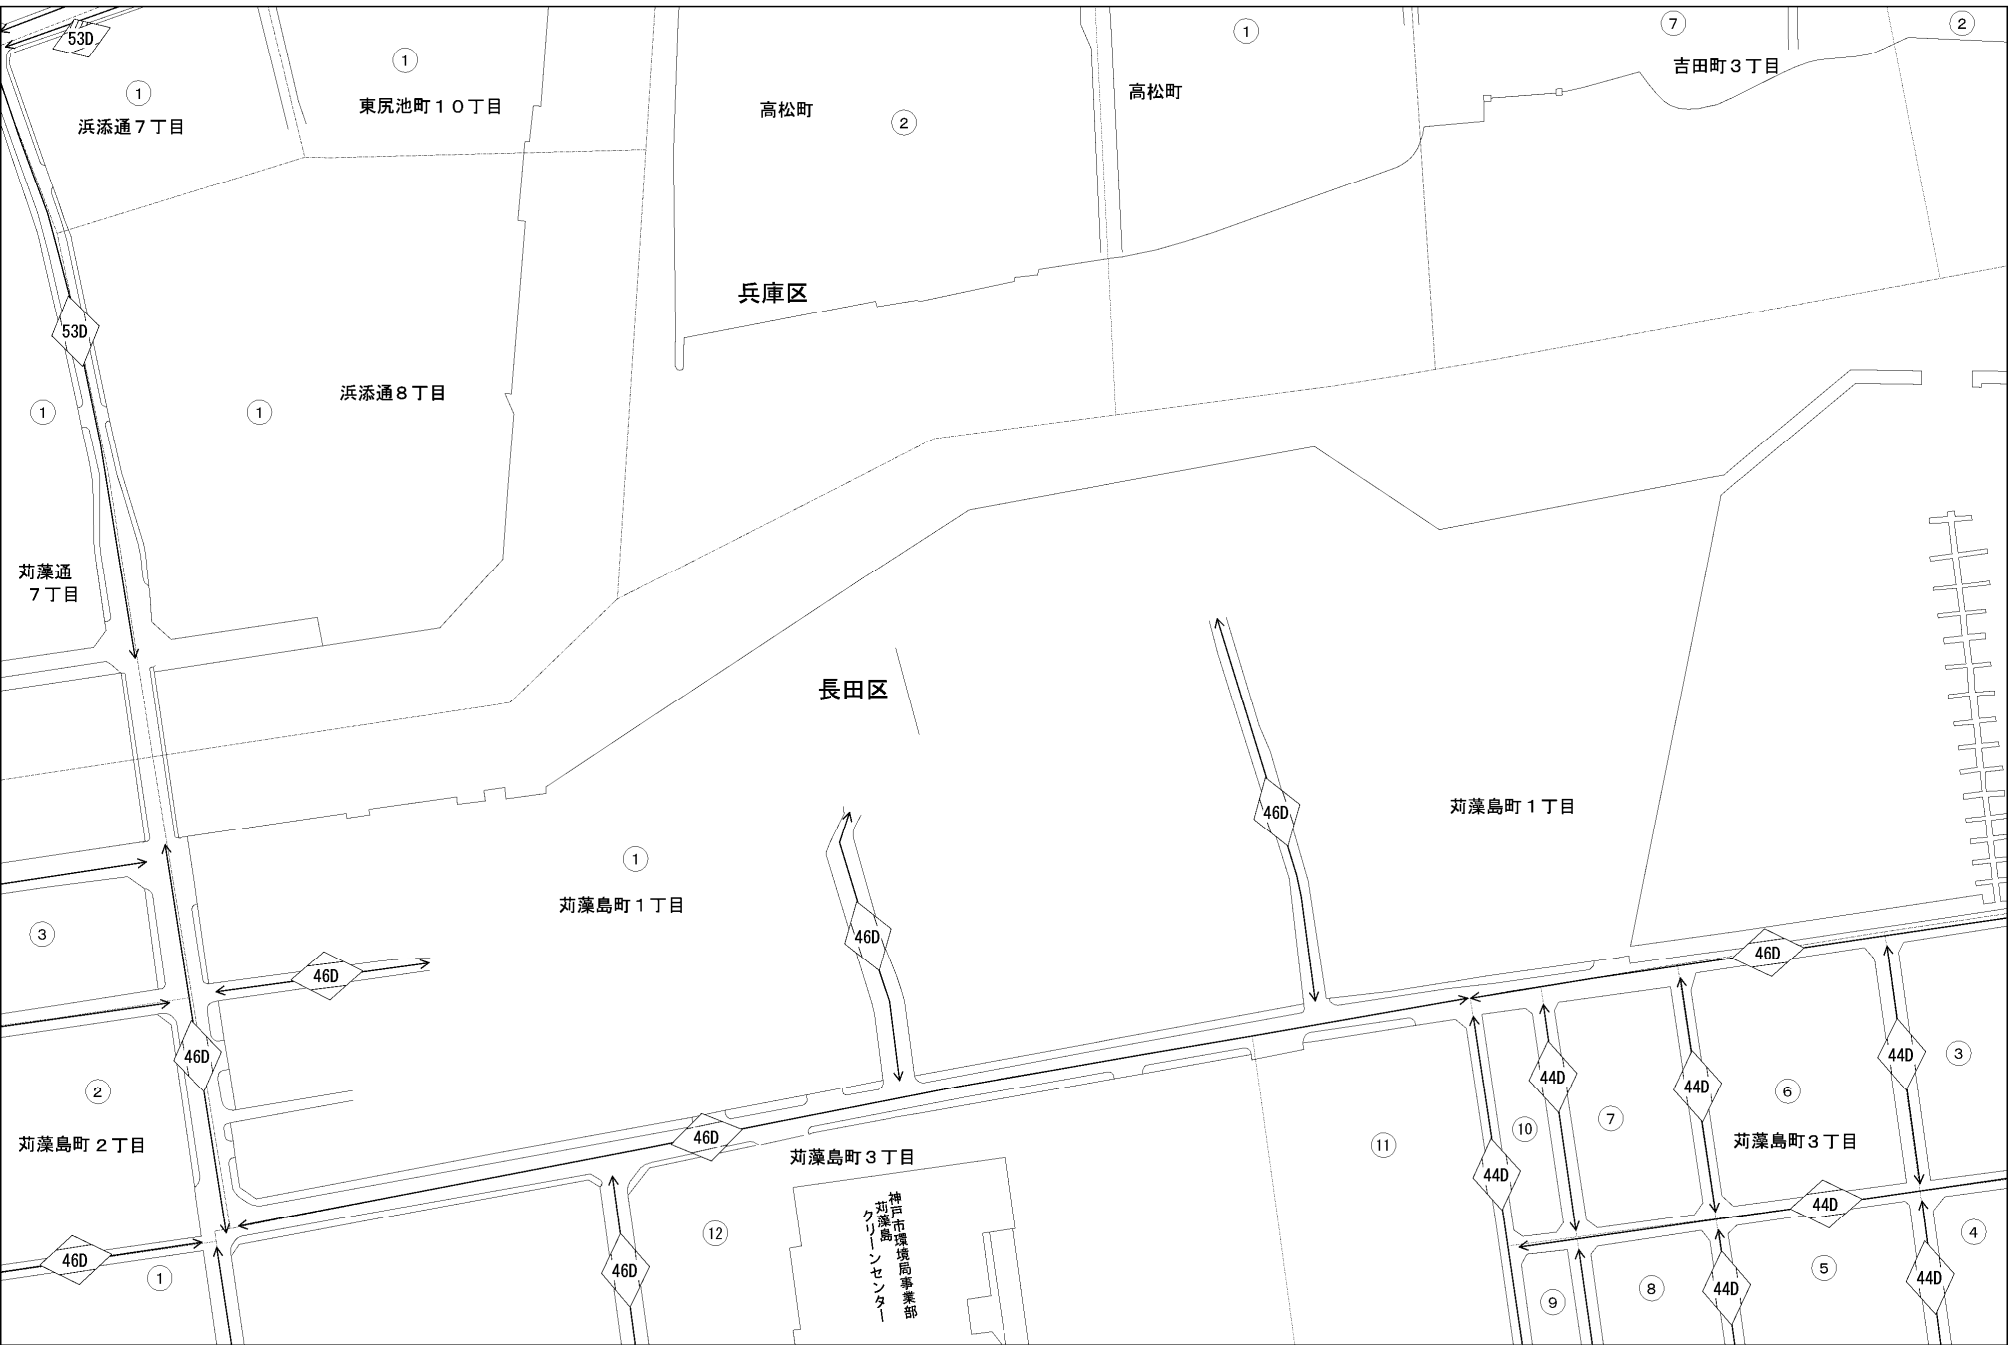 53D
①
浜添通７丁目
①
東尻池町１０丁目
高松町
②
高松町
①
⑦
吉田町３丁目
②
兵庫区
53D
①
①
浜添通８丁目
苅藻通
７丁目
長田区
46D
苅藻島町１丁目
①
苅藻島町１丁目
46D
③
46D
46D
46D
②
苅藻島町２丁目
46D
苅藻島町３丁目
神戸市環境局事業部
苅藻島
クリーンセンター
⑪
44D
⑩
44D
⑦
44D
⑥
苅藻島町３丁目
44D
③
44D
④
46D
①
46D
⑫
⑨
⑧
44D
⑤
44D